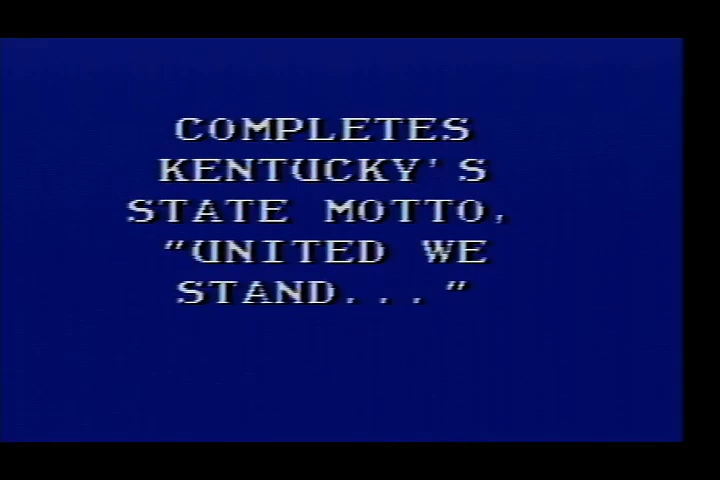 COMPLETES
KENTUCKY'S
STATE MOTTO,
"UNITED WE
STAND..."